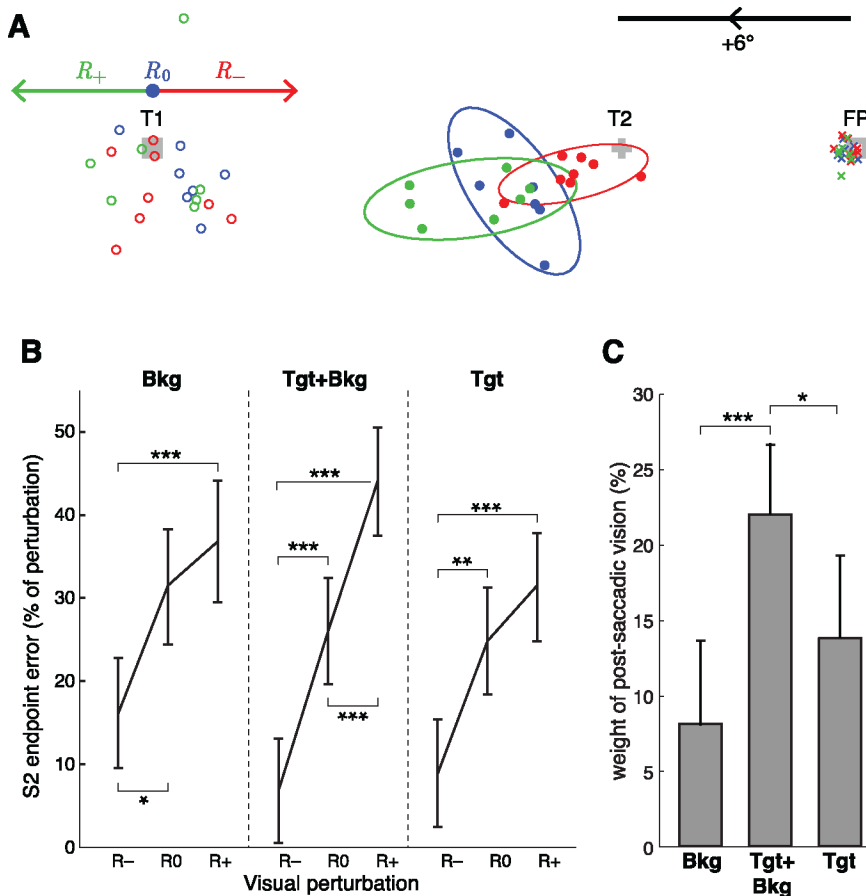 A
+6°
R+ R0 R−
T1 T2 FP
B
Bkg Tgt+Bkg Tgt
S2 endpoint error (% of perturbation)
50
40
30
20
10
0
*** * *** *** *** *** **
R− R0 R+ R− R0 R+ R− R0 R+
Visual perturbation
C
weight of post-saccadic vision (%)
30
25
20
15
10
5
0
*** *
Bkg Tgt+ Tgt
Bkg